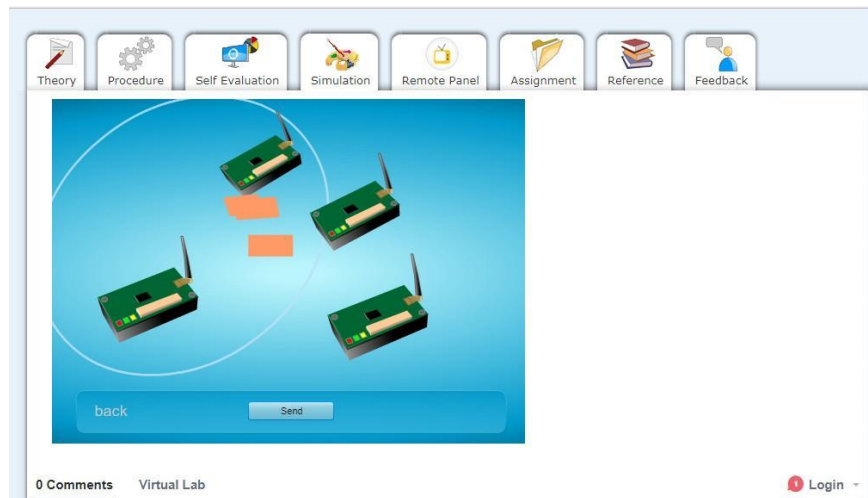 Theory Procedure Self Evaluation Simulation Remote Panel Assignment Reference Feedback
back Send
0 Comments Virtual Lab 1 Login